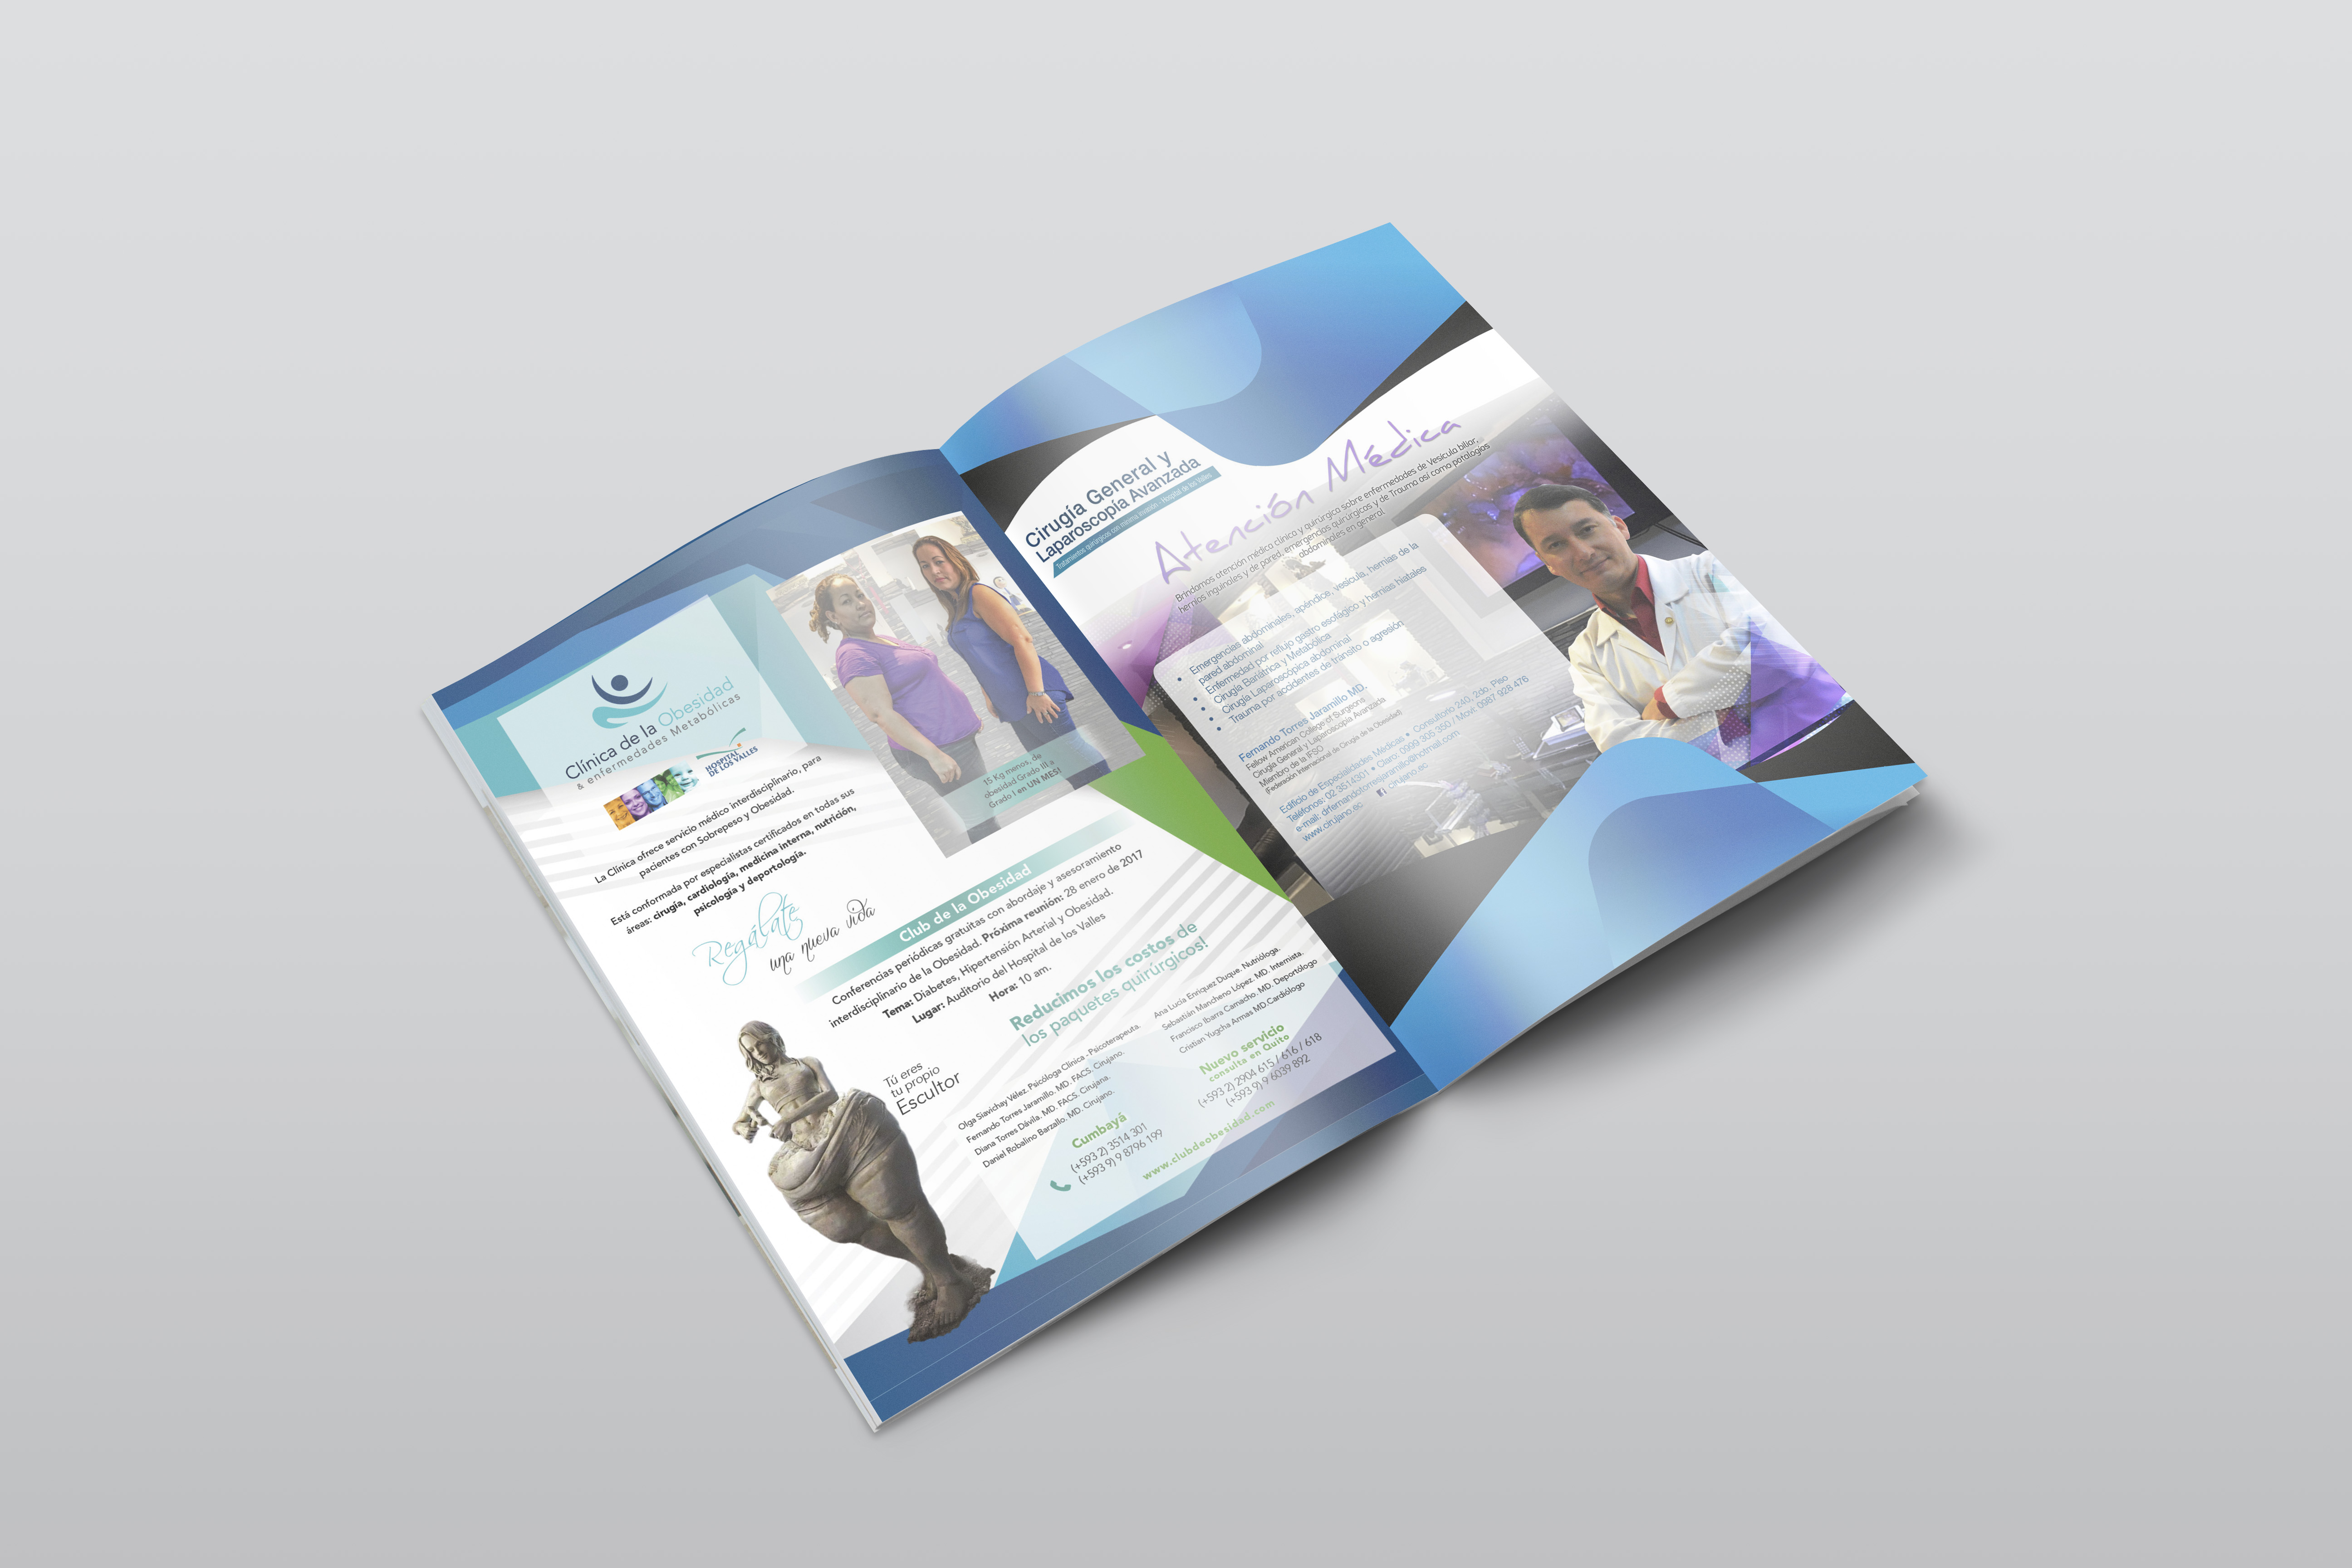 Clínica de la Obesidad
& enfermedades Metabólicas
HOSPITAL
DE LOS VALLES
La Clínica ofrece servicio médico interdisciplinario, para
pacientes con Sobrepeso y Obesidad.
Está conformada por especialistas certificados en todas sus
áreas: cirugía, cardiología, medicina interna, nutrición,
psicología y deportología.
Regálate
una nueva vida
15 Kg menos, de
obesidad Grado III a
Grado I en UN MES!
Club de la Obesidad
Conferencias periódicas gratuitas con abordaje y asesoramiento
interdisciplinario de la Obesidad. Próxima reunión: 28 enero de 2017
Tema: Diabetes, Hipertensión Arterial y Obesidad.
Lugar: Auditorio del Hospital de los Valles
Hora: 10 am.
Reducimos los costos de
los paquetes quirúrgicos!
Tú eres
tu propio
Escultor
Olga Siavichay Vélez. Psicóloga Clínica - Psicoterapeuta.
Fernando Torres Jaramillo. MD. FACS. Cirujano.
Diana Torres Dávila. MD. FACS. Cirujana.
Daniel Robalino Barzallo. MD. Cirujano.
Ana Lucía Enriquez Duque. Nutrióloga.
Sebastián Mancheno López. MD. Internista.
Francisco Ibarra Camacho. MD. Deportólogo
Cristian Yugcha Armas MD.Cardiólogo
Cumbayá
(+593 2) 3514 301
(+593 9) 9 8796 199
Nuevo servicio
consulta en Quito
(+593 2) 2904 615 / 616 / 618
(+593 9) 9 6039 892
www.clubdeobesidad.com
Cirugía General y
Laparoscopía Avanzada
Tratamientos quirúrgicos con mínima invasión - Hospital de los Valles
Atención Médica
Brindamos atención médica clínica y quirúrgica sobre enfermedades de Vesícula biliar,
hernias inguinales y de pared, emergencias quirúrgicas y de Trauma así como patologías
abdominales en general.
• Emergencias abdominales, apéndice, vesícula, hernias de la
pared abdominal
• Enfermedad por reflujo gastro esofágico y hernias hiatales
• Cirugía Bariátrica y Metabólica
• Cirugía Laparoscópica abdominal
• Trauma por accidentes de tránsito o agresión
Fernando Torres Jaramillo MD.
Fellow American College of Surgeons
Cirugía General y Laparoscopía Avanzada
Miembro de la IFSO
(Federación Internacional de Cirugía de la Obesidad)
Edificio de Especialidades Médicas • Consultorio 240, 2do. Piso
Teléfonos: 02 3514301 • Claro: 0999 305 350 / Movi: 0987 928 476
e-mail: drfernandotorresjaramillo@hotmail.com
www.cirujano.ec
cirujano.ec